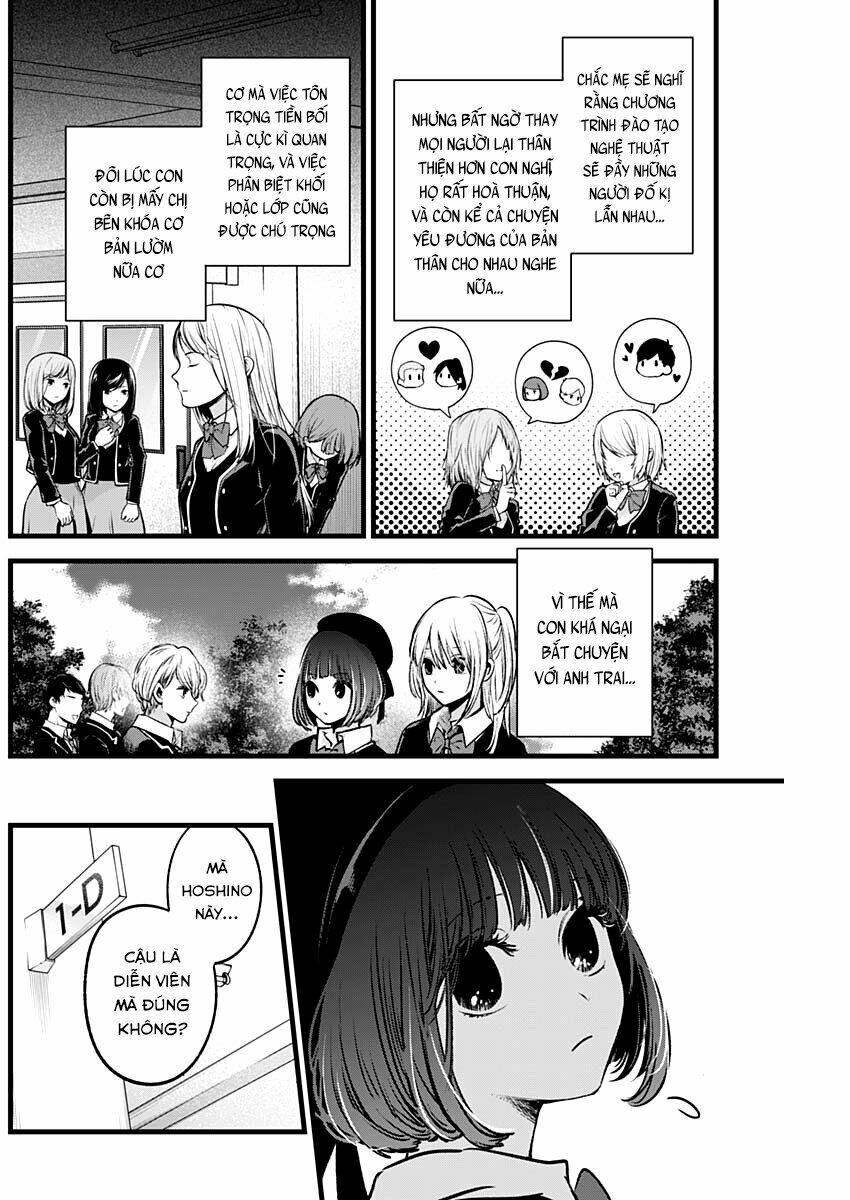 CHẮC MẸ SẼ NGHĨ
RẰNG CHƯƠNG
TRÌNH ĐÀO TẠO
NGHỆ THUẬT
SẼ ĐẦY NHỮNG
NGƯỜI ĐỐ KỊ
LẪN NHAU...
NHƯNG BẤT NGỜ THAY
MỌI NGƯỜI LẠI THÂN
THIỆN HƠN CON NGHĨ,
HỌ RẤT HOÀ THUẬN,
VÀ CÒN KỂ CẢ CHUYỆN
YÊU ĐƯƠNG CỦA BẢN
THÂN CHO NHAU NGHE
NỮA...
CƠ MÀ VIỆC TÔN
TRỌNG TIỀN BỐI
LÀ CỰC KÌ QUAN
TRỌNG, VÀ VIỆC
PHÂN BIỆT KHỐI
HOẶC LỚP CŨNG
ĐƯỢC CHÚ TRỌNG
ĐÔI LÚC CON
CÒN BỊ MẤY CHỊ
BÊN KHÓA CƠ
BẢN LƯỜM
NỮA CƠ
VÌ THẾ MÀ
CON KHÁ NGẠI
BẮT CHUYỆN
VỚI ANH TRAI...
MÀ
HOSHINO
NÀY...
CẬU LÀ
DIỄN VIÊN
MÀ ĐÚNG
KHÔNG?
1-D